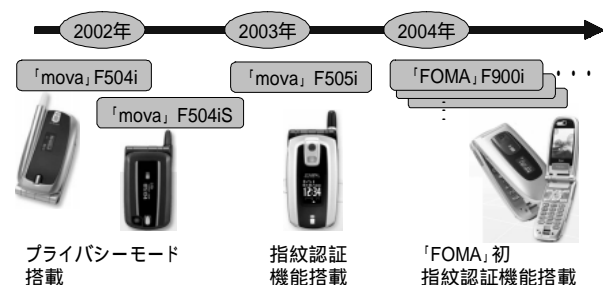 2002年 2003年 2004年
「mova」F504i 「mova」F505i 「FOMA」F900i ・・・
「mova」F504iS
プライバシーモード 指紋認証 「FOMA」初
搭載 機能搭載 指紋認証機能搭載